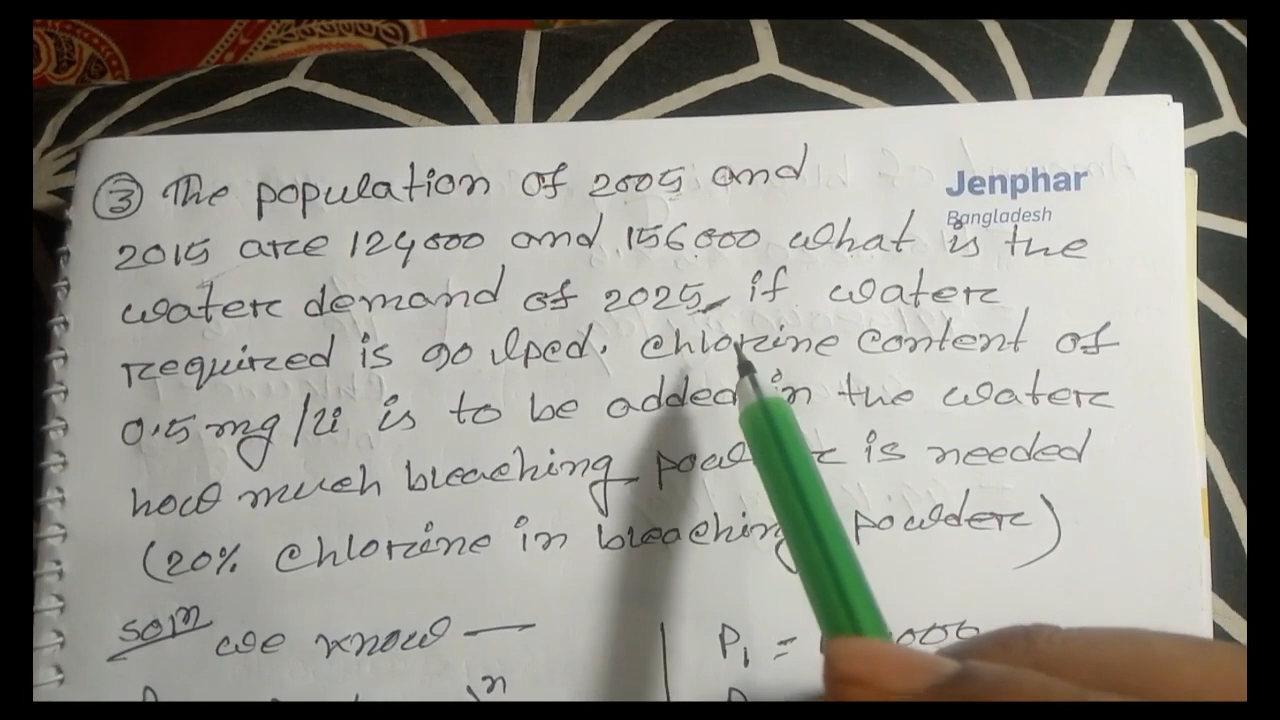 ③ The population of 2005 and
Jenphar
Bangladesh
2015 are 124000 and 156000 what is the
water demand of 2025, if water
required is 90 lpcd. Chlorine content of
0.5 mg/li is to be added in the water
how much bleaching is needed
(20% Chlorine in bleaching powder)
Soln we know —
P₁ =
n